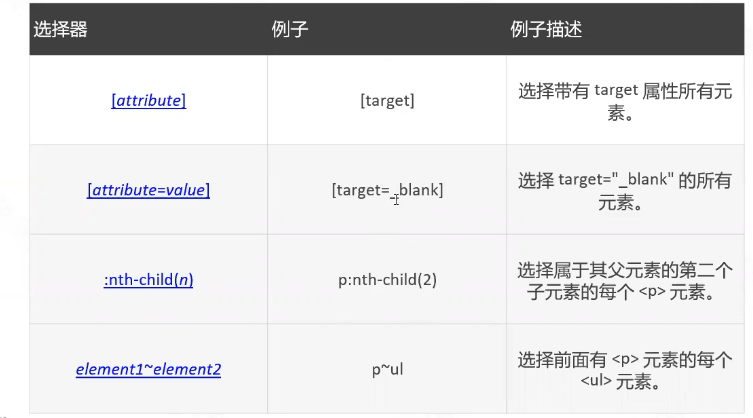 选择器 例子 例子描述
[attribute] [target] 选择带有 target 属性所有元
素。
[attribute=value] [target=_blank] 选择 target="_blank" 的所有
元素。
:nth-child(n) p:nth-child(2) 选择属于其父元素的第二个
子元素的每个 <p> 元素。
element1~element2 p~ul 选择前面有 <p> 元素的每个
<ul> 元素。